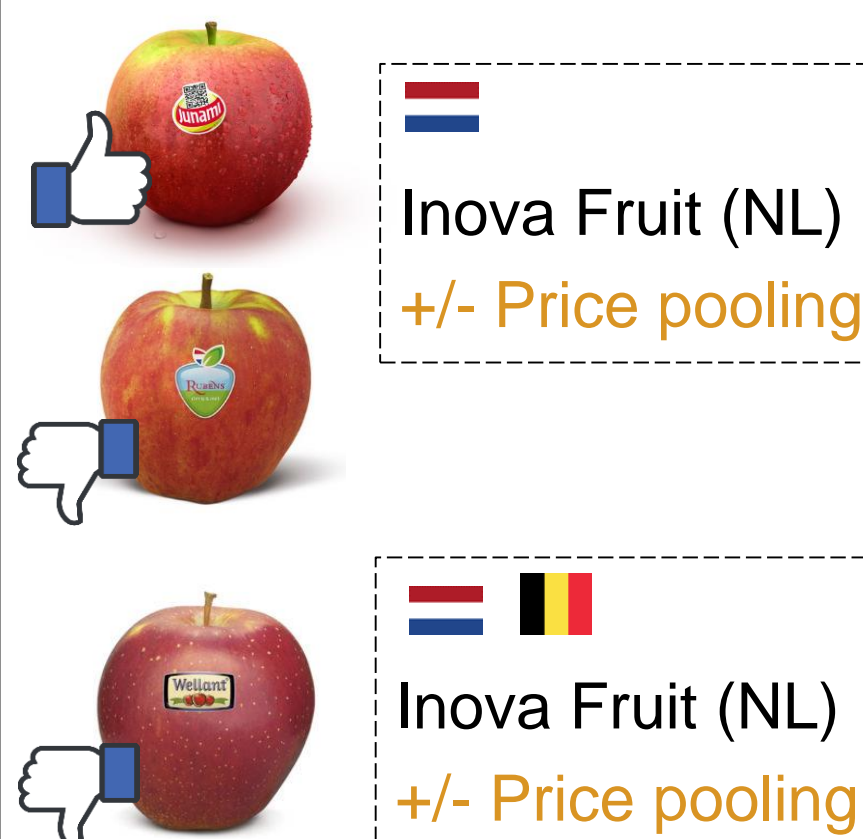 Junami
Inova Fruit (NL)
+/- Price pooling
RUBENS
Wellant
Inova Fruit (NL)
+/- Price pooling